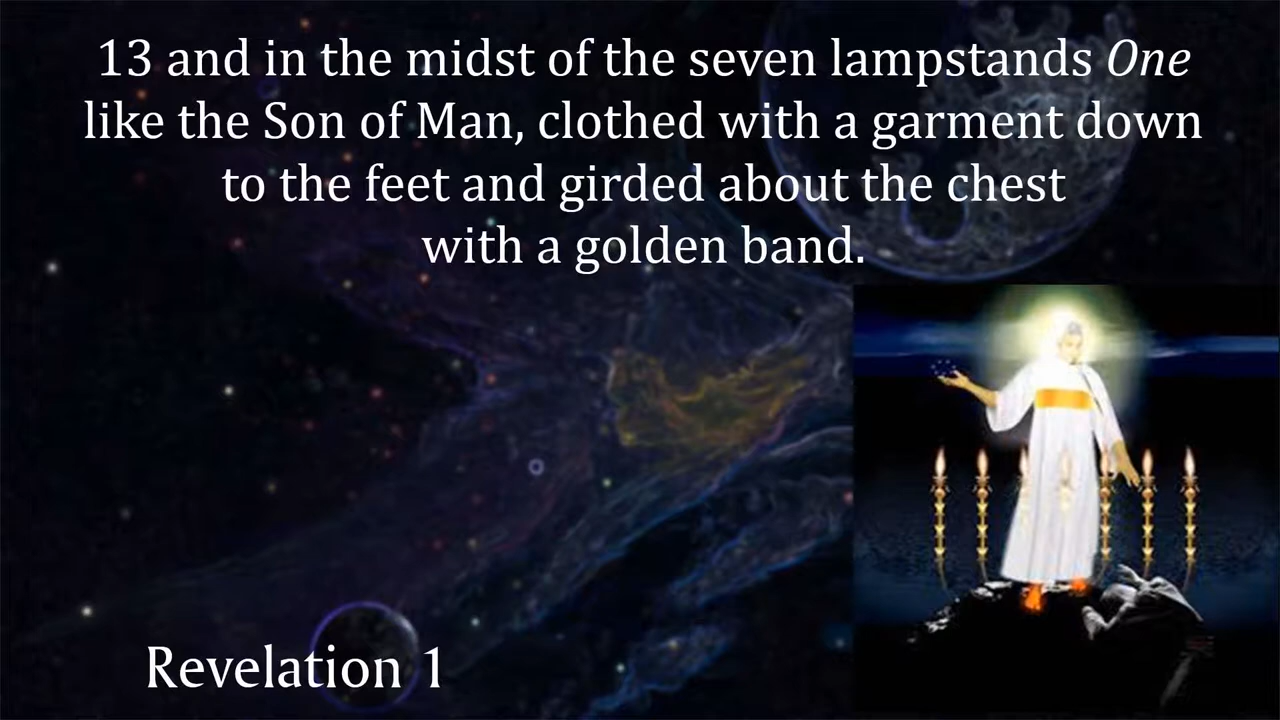 13 and in the midst of the seven lampstands One
like the Son of Man, clothed with a garment down
to the feet and girded about the chest
with a golden band.
Revelation 1